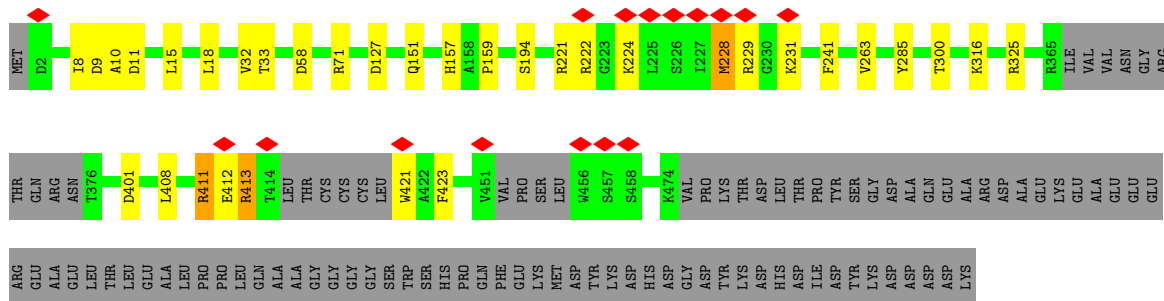 MET D2 I8 D9 A10 D11 L15 L18 V32 T33 D58 R71 D127 Q151 H157 A158 P159 S194 R221 R222 G223 K224 L225 S226 I227 M228 R229 G230 K231 F241 V263 Y285 T300 K316 R325 R365 ILE VAL VAL ASN GLY ARG
THR GLN ARG ASN T376 D401 L408 R411 E412 R413 T414 LEU THR CYS CYS CYS LEU W421 A422 F423 V451 VAL PRO SER LEU W456 S457 S458 K474 VAL PRO LYS THR ASP LEU THR PRO TYR SER GLY ASP ALA GLN GLU ALA ARG ASP ALA GLU LYS GLU ALA GLU GLU GLU
ARG GLU ALA GLU LEU THR LEU GLU ALA LEU PRO PRO LEU GLN ALA ALA GLY GLY GLY GLY SER TRP SER SER HIS PRO GLN PHE GLU LYS MET ASP TYR LYS ASP HIS ASP GLY ASP TYR LYS ASP HIS ASP ILE ASP TYR LYS ASP ASP ASP ASP LYS